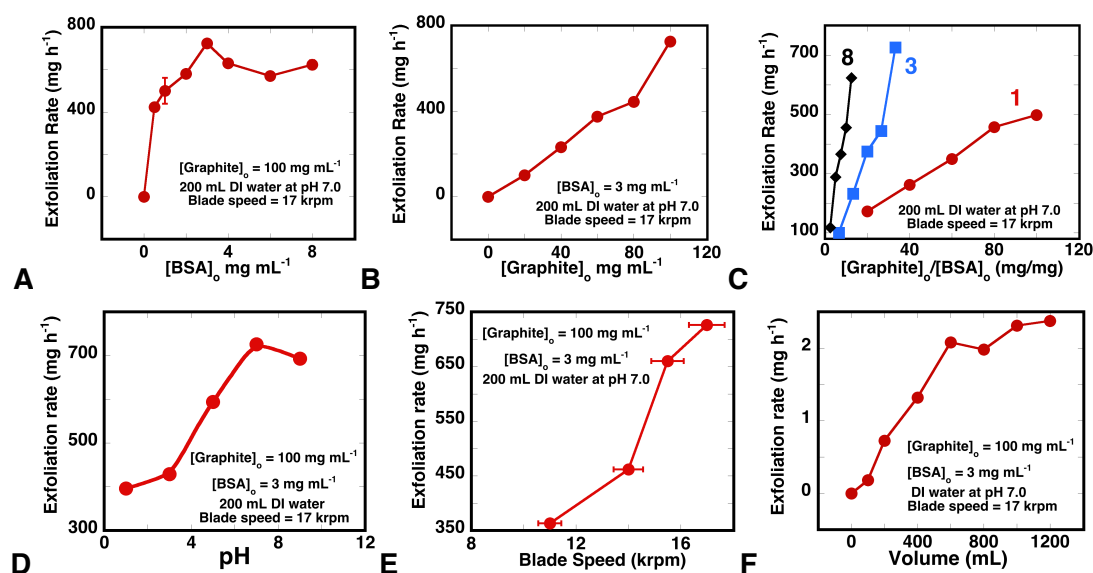 800
400
0
Exfoliation Rate (mg h⁻¹)
[Graphite]ₒ = 100 mg mL⁻¹
200 mL DI water at pH 7.0
Blade speed = 17 krpm
0 4 8
[BSA]ₒ mg mL⁻¹
A
800
400
0
Exfoliation Rate (mg h⁻¹)
[BSA]ₒ = 3 mg mL⁻¹
200 mL DI water at pH 7.0
Blade speed = 17 krpm
0 40 80 120
[Graphite]ₒ mg mL⁻¹
B
700
500
300
100
Exfoliation Rate (mg h⁻¹)
8
3
1
200 mL DI water at pH 7.0
Blade speed = 17 krpm
0 40 80 120
[Graphite]ₒ/[BSA]ₒ (mg/mg)
C
700
500
300
Exfoliation rate (mg h⁻¹)
[Graphite]ₒ = 100 mg mL⁻¹
[BSA]ₒ = 3 mg mL⁻¹
200 mL DI water
Blade speed = 17 krpm
0 4 8 12
pH
D
750
650
550
450
350
Exfoliation rate (mg h⁻¹)
[Graphite]ₒ = 100 mg mL⁻¹
[BSA]ₒ = 3 mg mL⁻¹
200 mL DI water at pH 7.0
8 12 16
Blade Speed (krpm)
E
2
1
0
Exfoliation rate (mg h⁻¹)
[Graphite]ₒ = 100 mg mL⁻¹
[BSA]ₒ = 3 mg mL⁻¹
DI water at pH 7.0
Blade speed = 17 krpm
0 400 800 1200
Volume (mL)
F